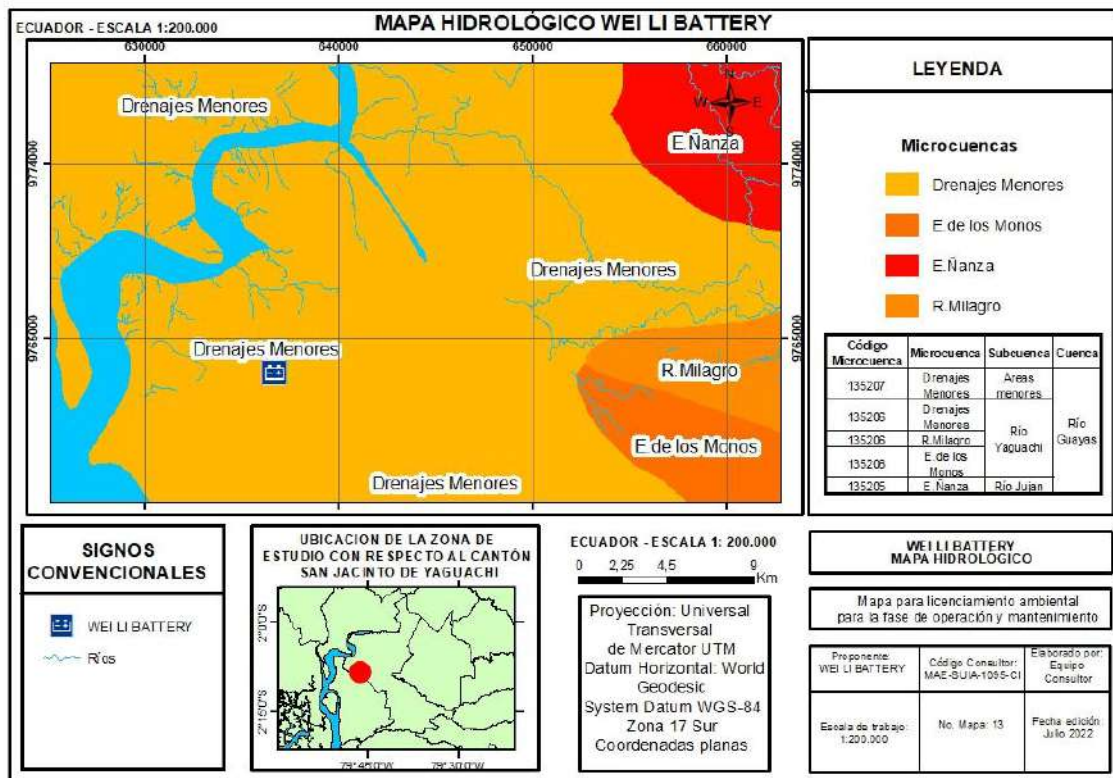 ECUADOR - ESCALA 1:200.000
MAPA HIDROLÓGICO WEI LI BATTERY
630000 640000 650000 660000
9774000
9774000
9765000
9765000
Drenajes Menores
E.Ñanza
Drenajes Menores
Drenajes Menores
R.Milagro
E.de los Monos
Drenajes Menores
N
W E
S
LEYENDA
Microcuencas
Drenajes Menores
E.de los Monos
E.Ñanza
R.Milagro
Código Microcuenca Microcuenca Subcuenca Cuenca
135207 Drenajes Menores Areas menores
135206 Drenajes Menores Río Yaguachi Río Guayas
135206 R.Milagro
135206 E.de los Monos
135205 E.Ñanza Rio Jujan
SIGNOS
CONVENCIONALES
WEI LI BATTERY
Ríos
UBICACION DE LA ZONA DE
ESTUDIO CON RESPECTO AL CANTÓN
SAN JACINTO DE YAGUACHI
2°0'0"S
2°15'0"S
79°45'0"W 79°30'0"W
ECUADOR - ESCALA 1: 200.000
0 2,25 4,5 9
Km
Proyección: Universal
Transversal
de Mercator UTM
Datum Horizontal: World
Geodesic
System Datum WGS-84
Zona 17 Sur
Coordenadas planas
WEI LI BATTERY
MAPA HIDROLÓGICO
Mapa para licenciamiento ambiental
para la fase de operación y mantenimiento
Proponente:
WEI LI BATTERY
Código Consultor:
MAE-SUIA-1095-CI
Elaborado por:
Equipo
Consultor
Escala de trabajo:
1:200.000
No. Mapa: 13
Fecha edición:
Julio 2022